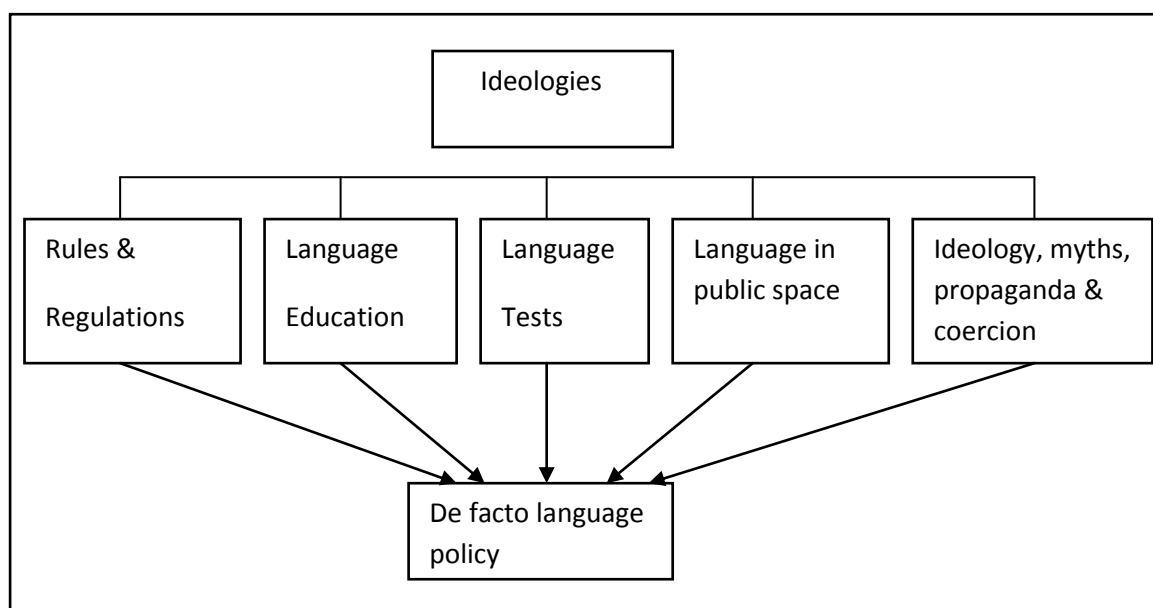 Ideologies
Rules &
Regulations
Language
Education
Language
Tests
Language in
public space
Ideology, myths,
propaganda &
coercion
De facto language
policy